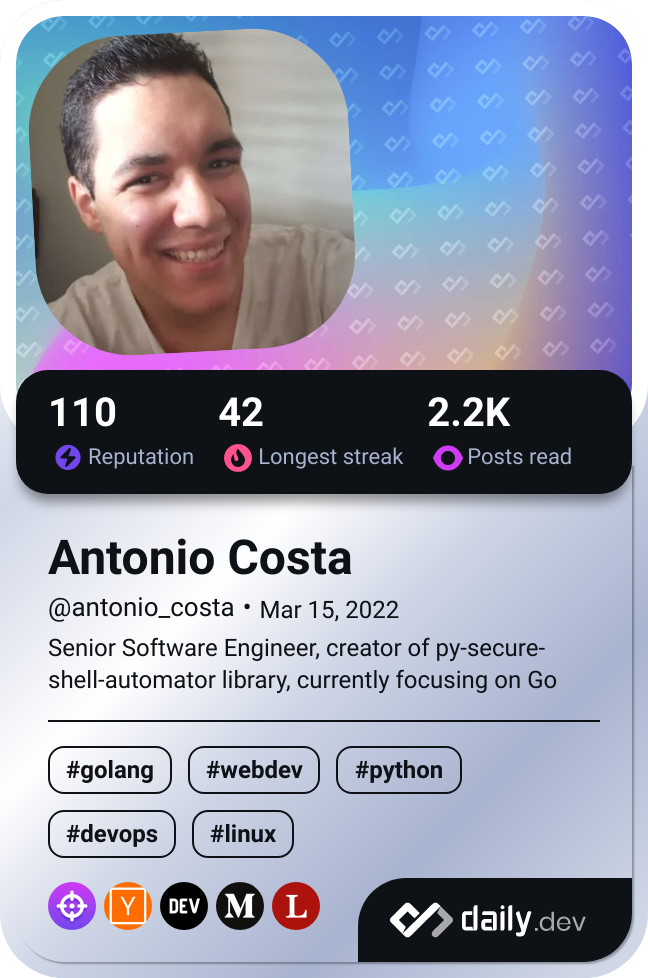 110 42 2.2K
Reputation Longest streak Posts read
Antonio Costa
@antonio_costa • Mar 15, 2022
Senior Software Engineer, creator of py-secure-
shell-automator library, currently focusing on Go
#golang #webdev #python
#devops #linux
Y DEV M L
daily.dev